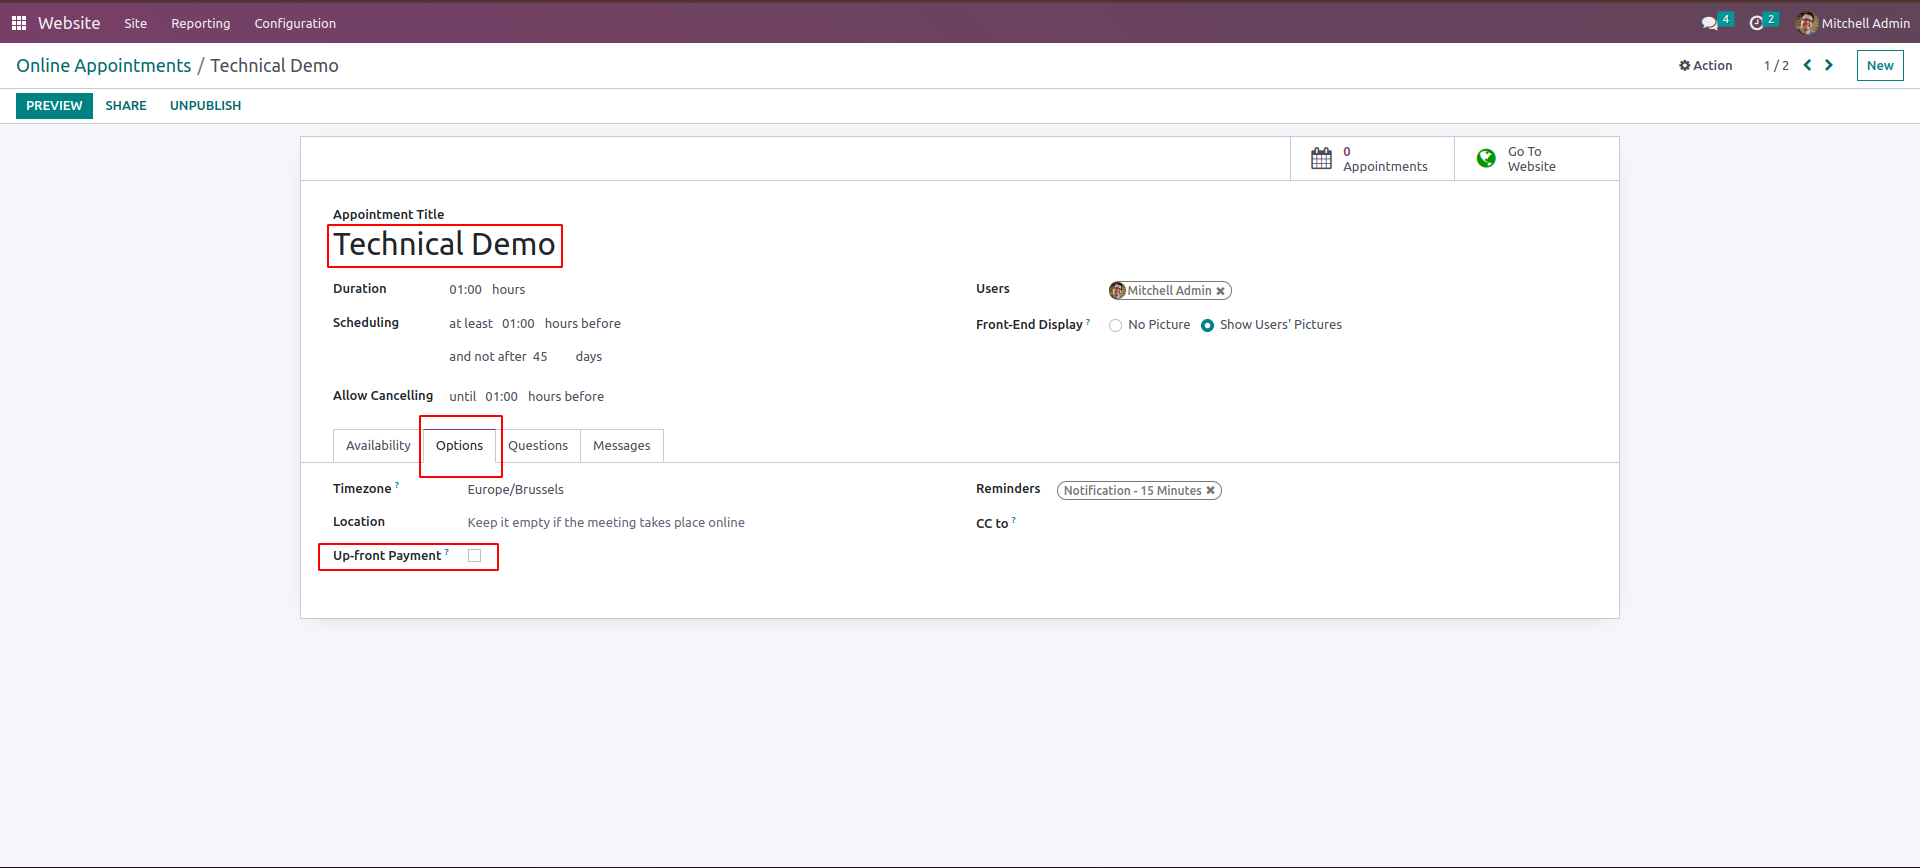 Website Site Reporting Configuration 4 2 Mitchell Admin
Online Appointments / Technical Demo Action 1 / 2 New
PREVIEW SHARE UNPUBLISH
0
Appointments
Go To
Website
Appointment Title
Technical Demo
Duration 01:00 hours
Users Mitchell Admin
Scheduling at least 01:00 hours before
Front-End Display ? No Picture Show Users' Pictures
and not after 45 days
Allow Cancelling until 01:00 hours before
Availability Options Questions Messages
Timezone ? Europe/Brussels
Reminders Notification - 15 Minutes
Location Keep it empty if the meeting takes place online
CC to ?
Up-front Payment ?